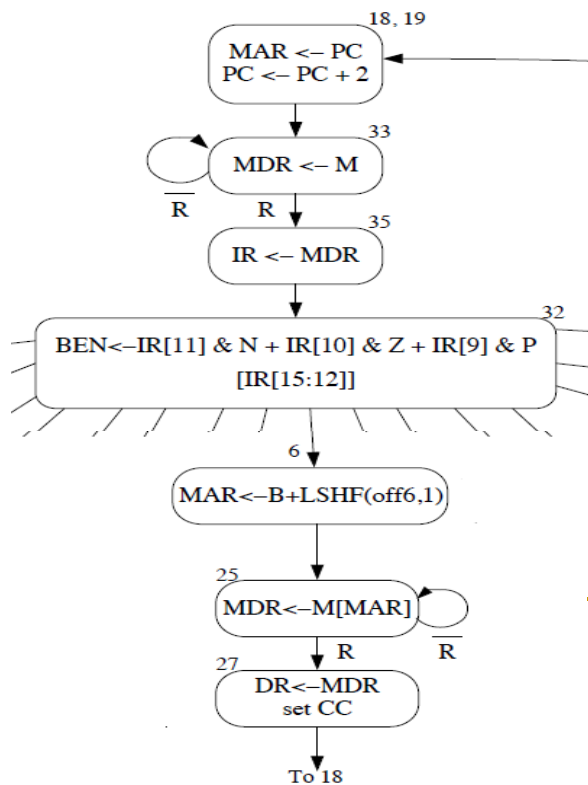 18, 19
MAR <– PC
PC <– PC + 2
33
MDR <– M
R̅
R
35
IR <– MDR
32
BEN<–IR[11] & N + IR[10] & Z + IR[9] & P
[IR[15:12]]
6
MAR<–B+LSHF(off6,1)
25
MDR<–M[MAR]
R
R̅
27
DR<–MDR
set CC
To 18